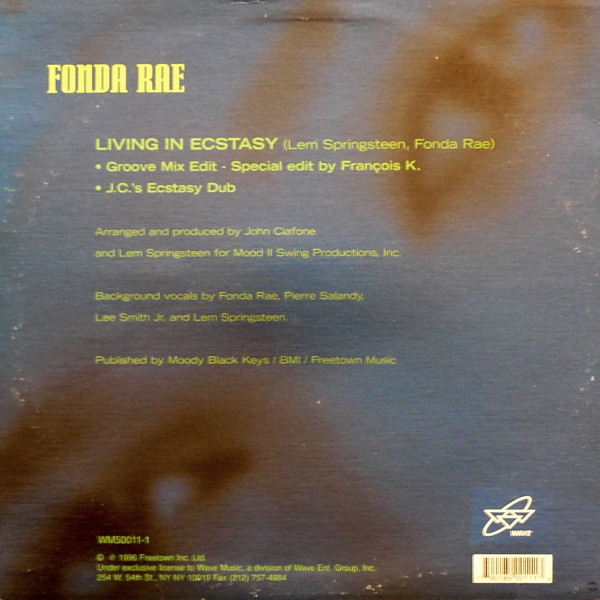 FONDA RAE
LIVING IN ECSTASY (Lem Springsteen, Fonda Rae)
• Groove Mix Edit - Special edit by François K.
• J.C.'s Ecstasy Dub
Arranged and produced by John Ciafone
and Lem Springsteen for Mood II Swing Productions, Inc.
Background vocals by Fonda Rae, Pierre Salandy,
Lee Smith Jr. and Lem Springsteen.
Published by Moody Black Keys / BMI / Freetown Music
WM50011-1
© ℗ 1996 Freetown Inc. Ltd.
Under exclusive license to Wave Music, a division of Wave Ent. Group, Inc.
254 W. 54th St., NY NY 10019 Fax (212) 757-4664
WAVE